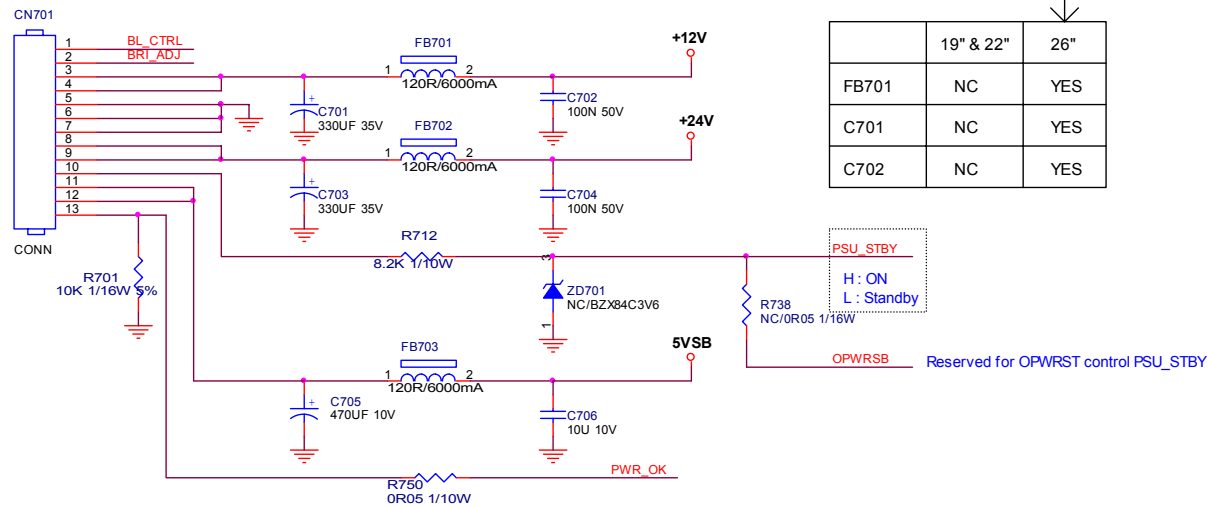 CN701
1
2
3
4
5
6
7
8
9
10
11
12
13
CONN
BL_CTRL
BRI_ADJ
FB701
1 2
120R/6000mA
+12V
C701
330UF 35V
C702
100N 50V
FB702
1 2
120R/6000mA
+24V
C703
330UF 35V
C704
100N 50V
R712
8.2K 1/10W
R701
10K 1/16W 5%
3
ZD701
NC/BZX84C3V6
1
PSU_STBY
H : ON
L : Standby
R738
NC/0R05 1/16W
OPWRSB
Reserved for OPWRST control PSU_STBY
FB703
1 2
120R/6000mA
5VSB
C705
470UF 10V
C706
10U 10V
R750
0R05 1/10W
PWR_OK
19" & 22" 26"
FB701 NC YES
C701 NC YES
C702 NC YES